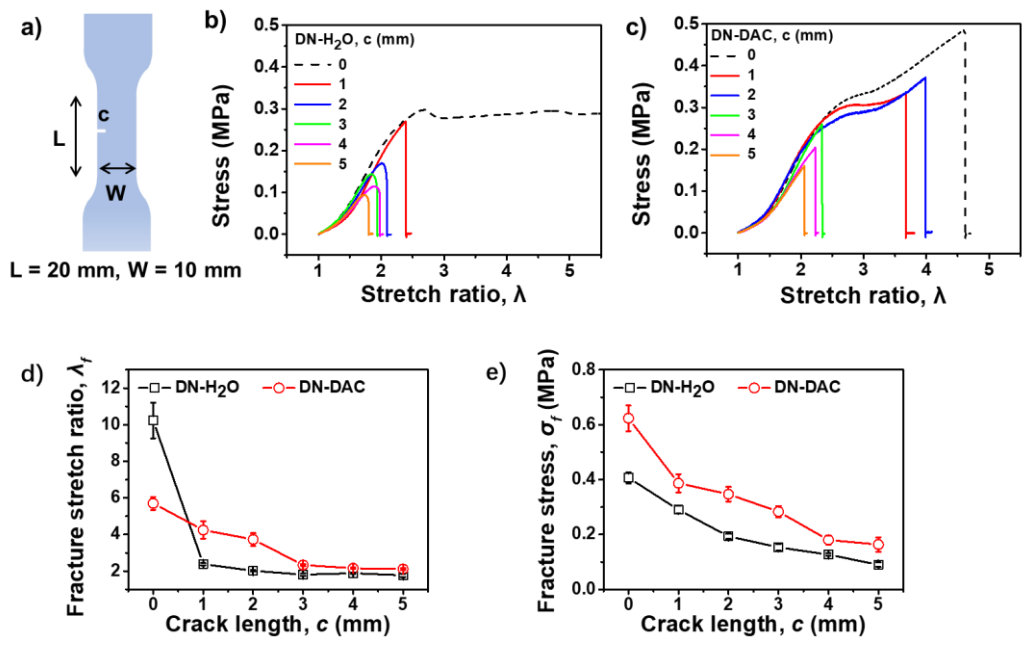 a)
c
L
W
L = 20 mm, W = 10 mm
b)
DN-H₂O, c (mm)
0
1
2
3
4
5
Stress (MPa)
0.5
0.4
0.3
0.2
0.1
0.0
1 2 3 4 5
Stretch ratio, λ
c)
DN-DAC, c (mm)
0
1
2
3
4
5
Stress (MPa)
0.5
0.4
0.3
0.2
0.1
0.0
1 2 3 4 5
Stretch ratio, λ
d)
DN-H₂O DN-DAC
Fracture stretch ratio, λf
12
10
8
6
4
2
0 1 2 3 4 5
Crack length, c (mm)
e)
DN-H₂O DN-DAC
Fracture stress, σf (MPa)
0.8
0.6
0.4
0.2
0.0
0 1 2 3 4 5
Crack length, c (mm)